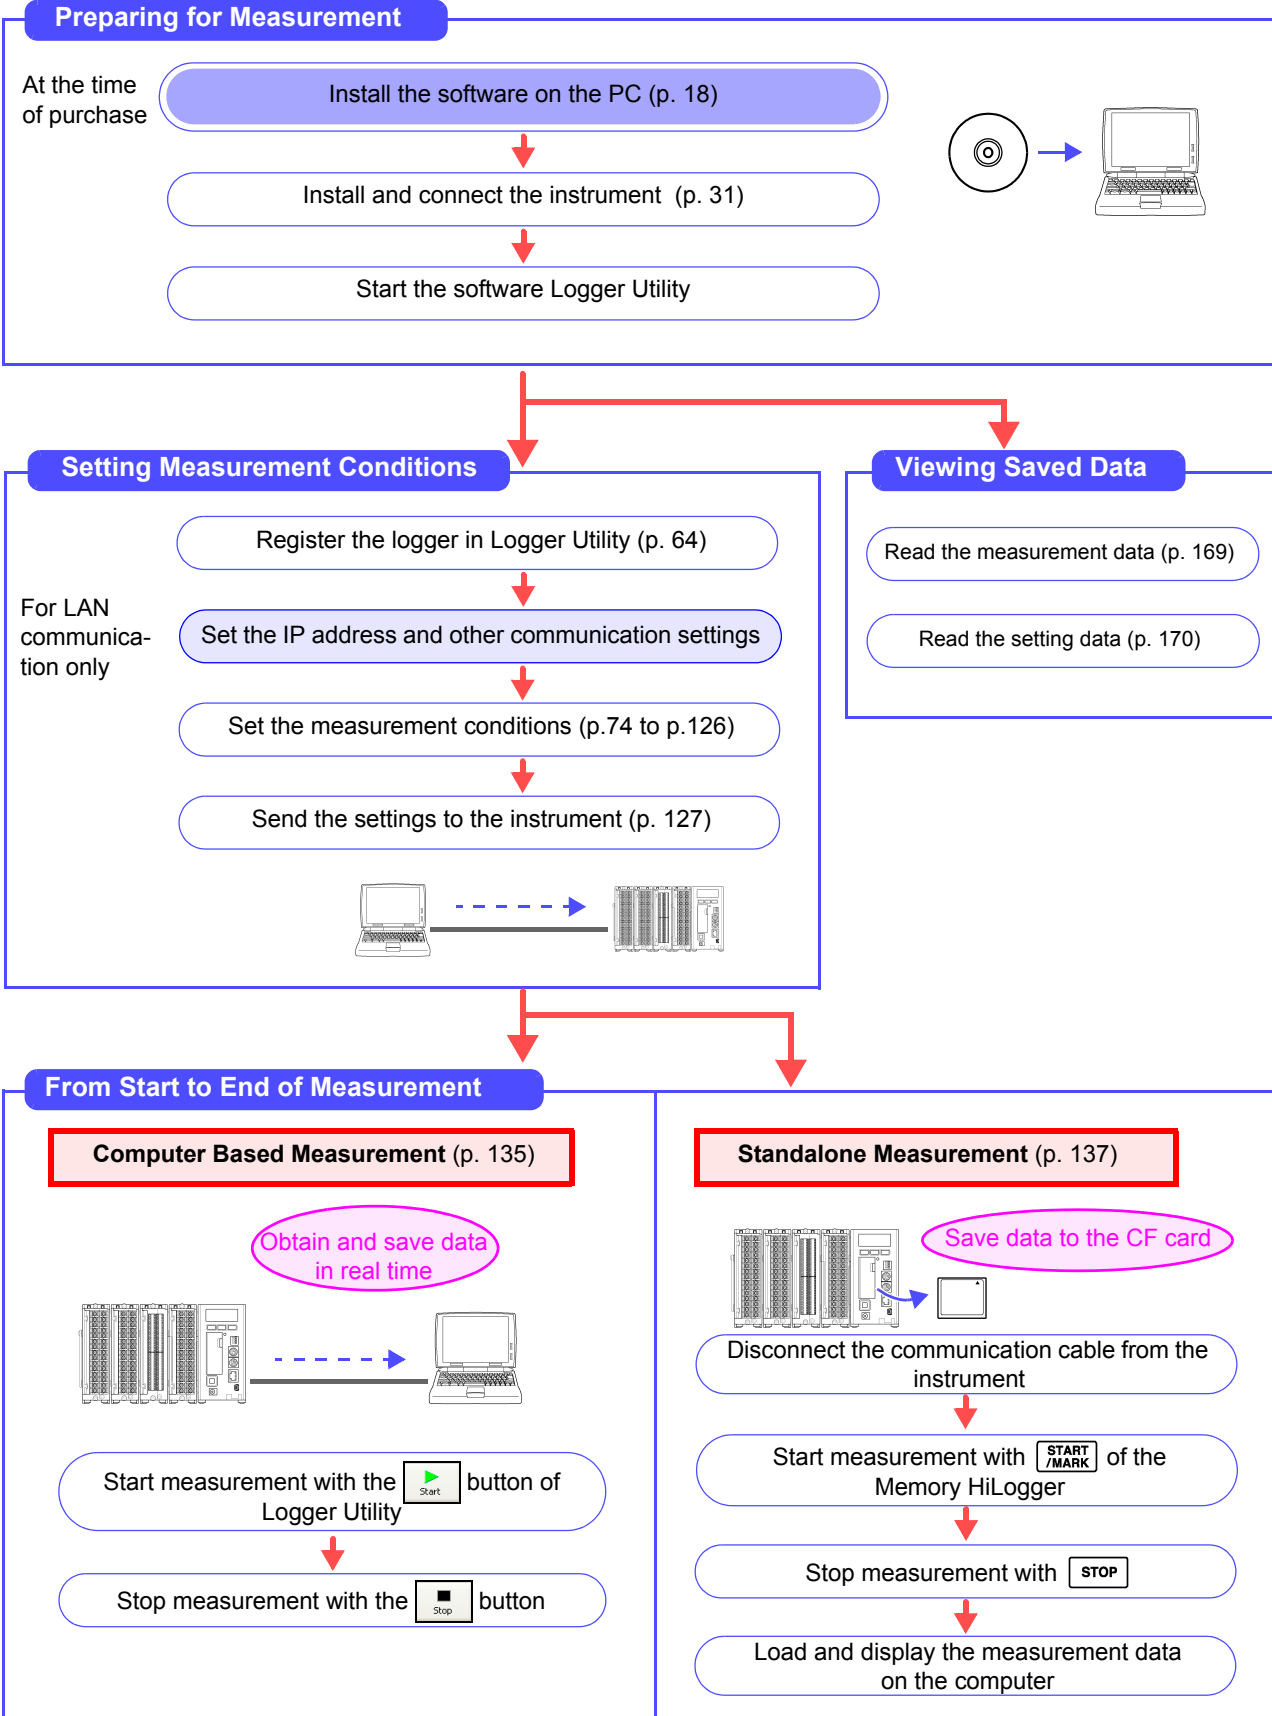 Preparing for Measurement
At the time
of purchase
Install the software on the PC (p. 18)
Install and connect the instrument (p. 31)
Start the software Logger Utility
Setting Measurement Conditions
Register the logger in Logger Utility (p. 64)
For LAN
communica-
tion only
Set the IP address and other communication settings
Set the measurement conditions (p.74 to p.126)
Send the settings to the instrument (p. 127)
Viewing Saved Data
Read the measurement data (p. 169)
Read the setting data (p. 170)
From Start to End of Measurement
Computer Based Measurement (p. 135)
Obtain and save data
in real time
Start measurement with the Start button of
Logger Utility
Stop measurement with the Stop button
Standalone Measurement (p. 137)
Save data to the CF card
Disconnect the communication cable from the
instrument
Start measurement with START /MARK of the
Memory HiLogger
Stop measurement with STOP
Load and display the measurement data
on the computer